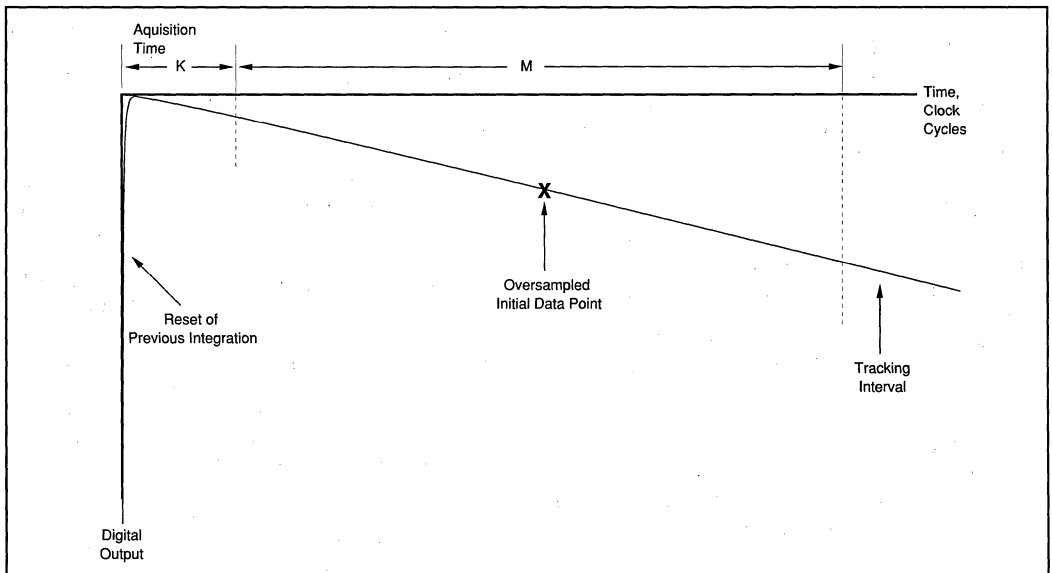 Aquisition
Time
K
M
Time,
Clock
Cycles
X
Oversampled
Initial Data Point
Reset of
Previous Integration
Tracking
Interval
Digital
Output